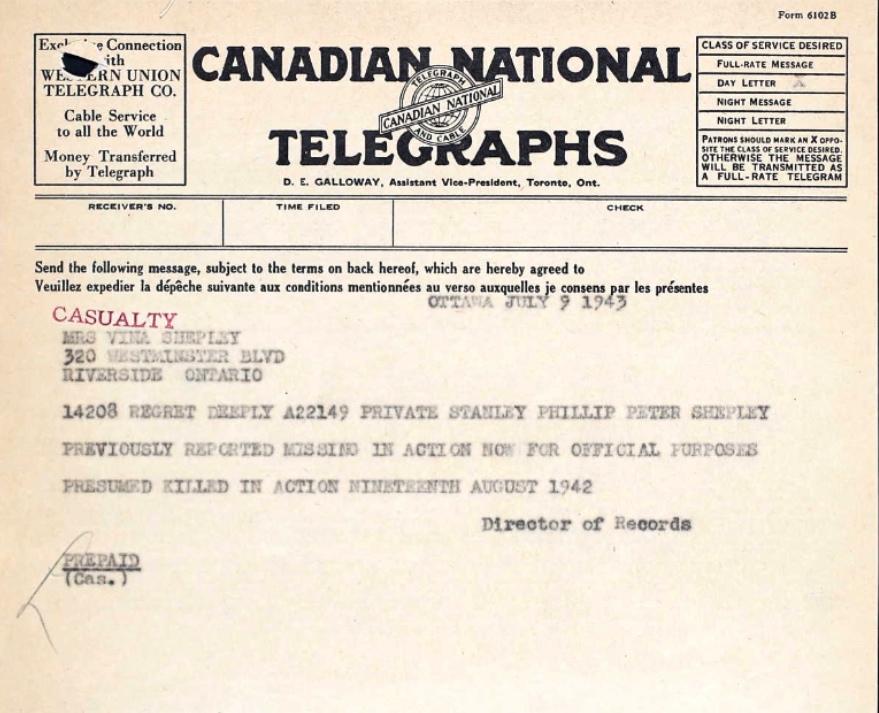 Form 6102B
Exclusive Connection
with
WESTERN UNION
TELEGRAPH CO.
Cable Service
to all the World
Money Transferred
by Telegraph
CANADIAN NATIONAL
TELEGRAPHS
TELEGRAPH
CANADIAN NATIONAL
AND CABLE
D. E. GALLOWAY, Assistant Vice-President, Toronto, Ont.
CLASS OF SERVICE DESIRED
FULL-RATE MESSAGE
DAY LETTER X
NIGHT MESSAGE
NIGHT LETTER
PATRONS SHOULD MARK AN X OPPO-
SITE THE CLASS OF SERVICE DESIRED.
OTHERWISE THE MESSAGE
WILL BE TRANSMITTED AS
A FULL-RATE TELEGRAM
RECEIVER'S NO.
TIME FILED
CHECK
Send the following message, subject to the terms on back hereof, which are hereby agreed to
Veuillez expedier la dépêche suivante aux conditions mentionnées au verso auxquelles je consens par les présentes
OTTAWA JULY 9 1943
CASUALTY
MRS VINA SHEPLEY
320 WESTMINSTER BLVD
RIVERSIDE ONTARIO
14208 REGRET DEEPLY A22149 PRIVATE STANLEY PHILLIP PETER SHEPLEY
PREVIOUSLY REPORTED MISSING IN ACTION NOW FOR OFFICIAL PURPOSES
PRESUMED KILLED IN ACTION NINETEENTH AUGUST 1942
Director of Records
PREPAID
(Cas.)